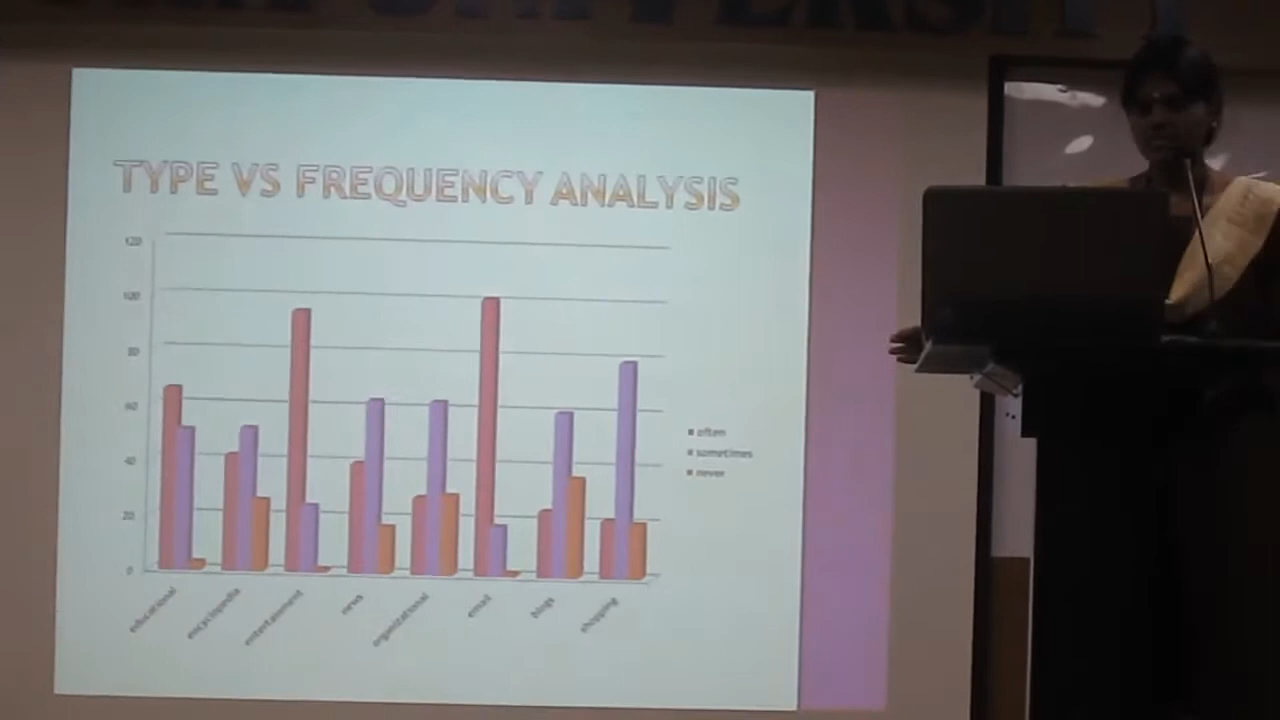 UNIVERSITY
TYPE VS FREQUENCY ANALYSIS
120
100
80
60
40
20
0
educational
encyclopedia
entertainment
news
organizational
email
blogs
shopping
often
sometimes
never